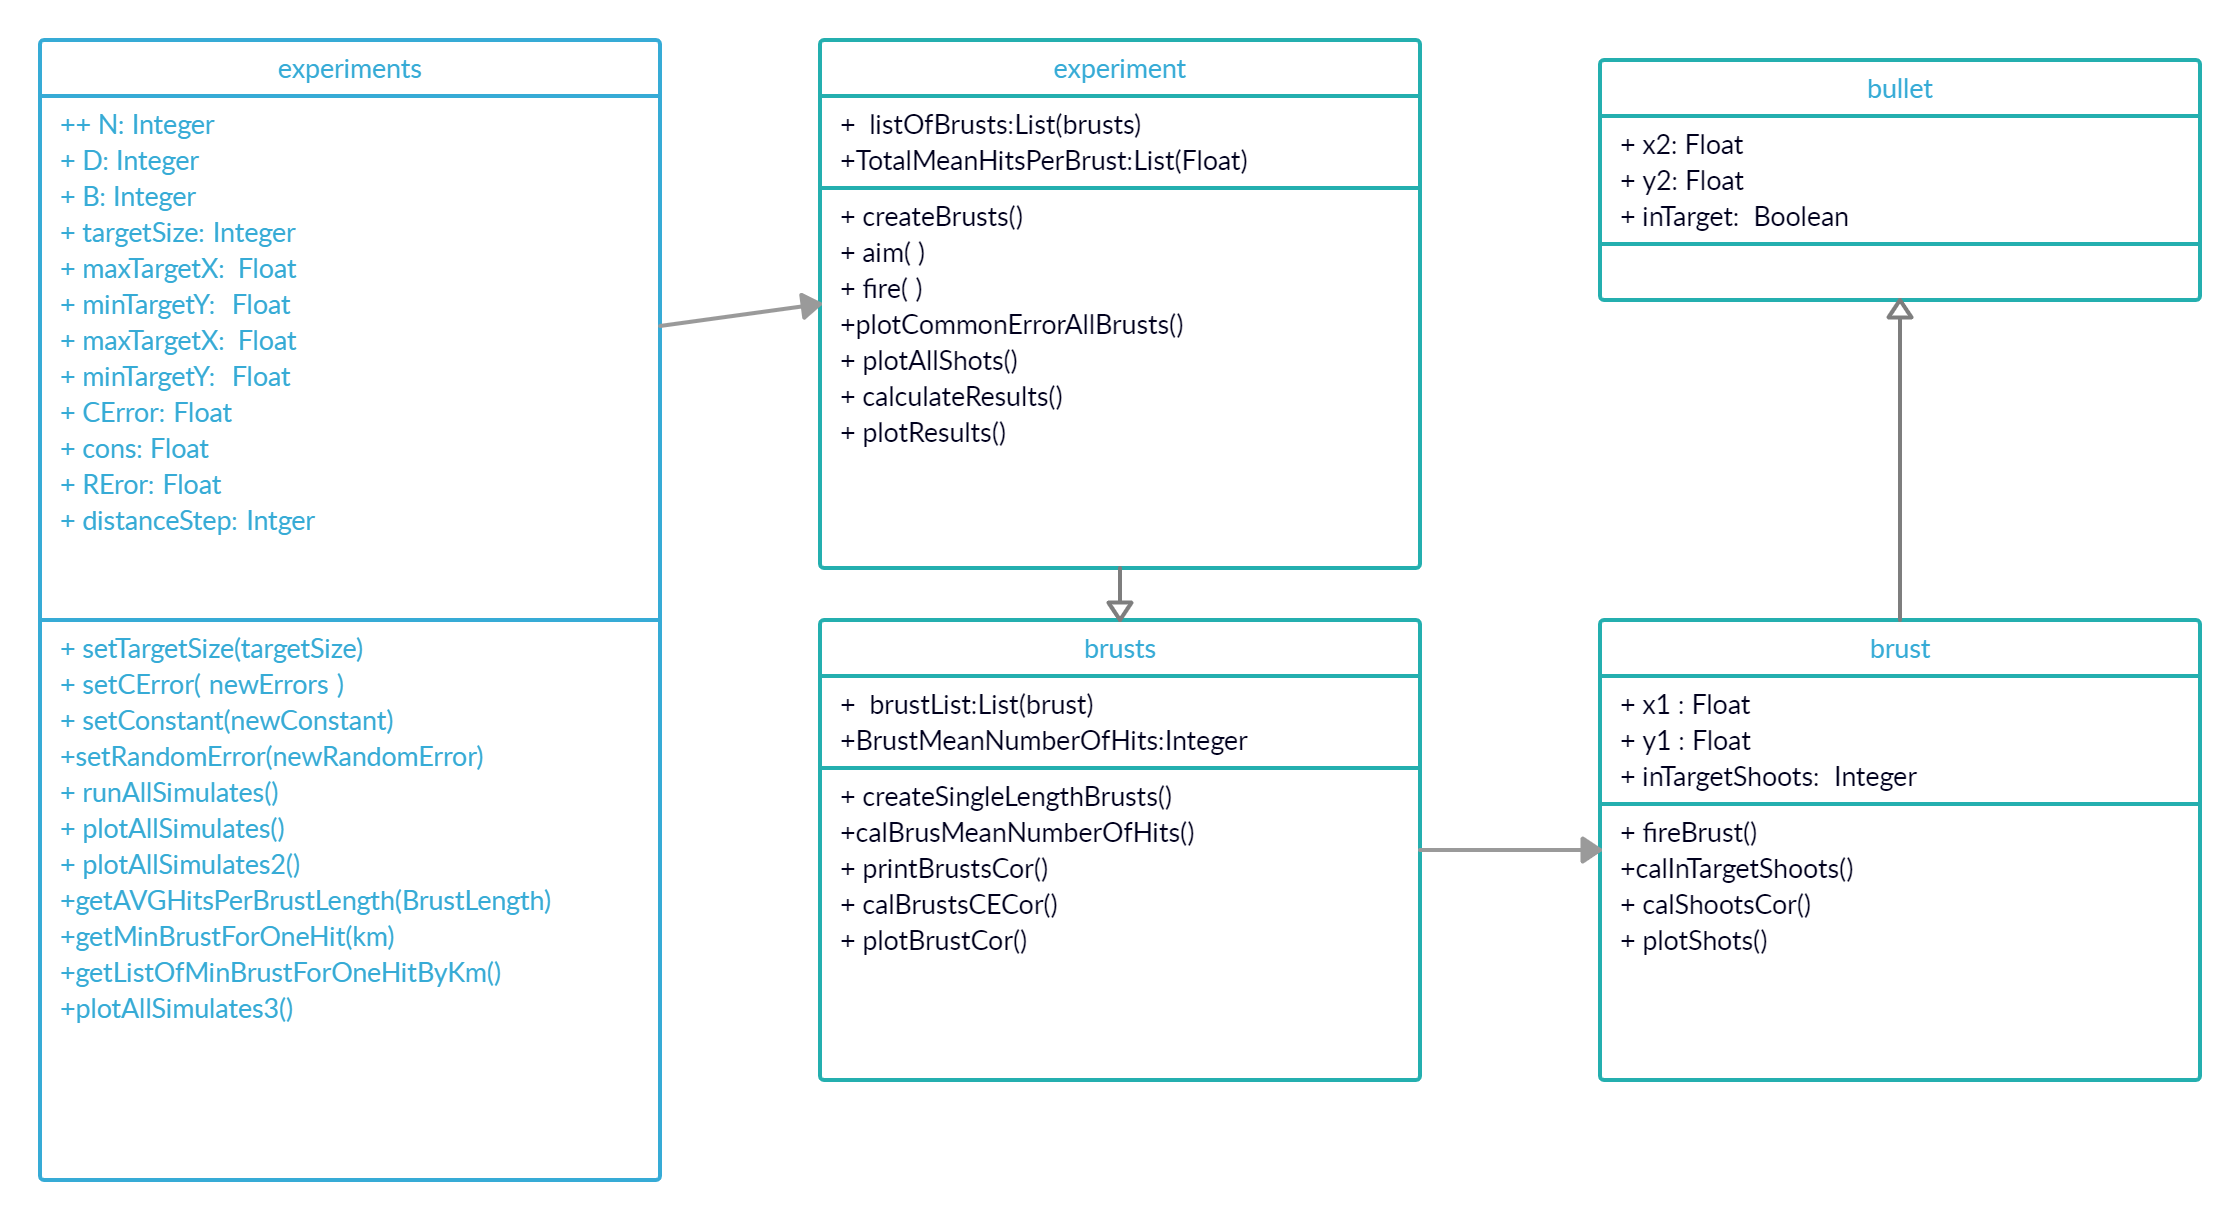 experiments
++ N: Integer
+ D: Integer
+ B: Integer
+ targetSize: Integer
+ maxTargetX:  Float
+ minTargetY:  Float
+ maxTargetX:  Float
+ minTargetY:  Float
+ CError: Float
+ cons: Float
+ REror: Float
+ distanceStep: Intger
+ setTargetSize(targetSize)
+ setCError( newErrors )
+ setConstant(newConstant)
+setRandomError(newRandomError)
+ runAllSimulates()
+ plotAllSimulates()
+ plotAllSimulates2()
+getAVGHitsPerBrustLength(BrustLength)
+getMinBrustForOneHit(km)
+getListOfMinBrustForOneHitByKm()
+plotAllSimulates3()
experiment
+  listOfBrusts:List(brusts)
+TotalMeanHitsPerBrust:List(Float)
+ createBrusts()
+ aim( )
+ fire( )
+plotCommonErrorAllBrusts()
+ plotAllShots()
+ calculateResults()
+ plotResults()
brusts
+  brustList:List(brust)
+BrustMeanNumberOfHits:Integer
+ createSingleLengthBrusts()
+calBrusMeanNumberOfHits()
+ printBrustsCor()
+ calBrustsCECor()
+ plotBrustCor()
bullet
+ x2: Float
+ y2: Float
+ inTarget:  Boolean
brust
+ x1 : Float
+ y1 : Float
+ inTargetShoots:  Integer
+ fireBrust()
+calInTargetShoots()
+ calShootsCor()
+ plotShots()